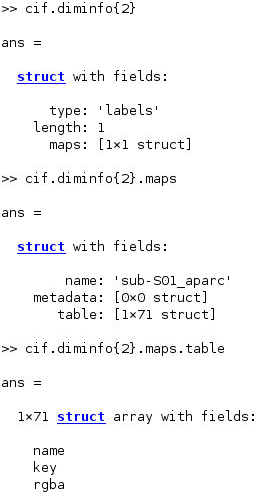 >> cif.diminfo{2}
ans =
struct with fields:
type: 'labels'
length: 1
maps: [1×1 struct]
>> cif.diminfo{2}.maps
ans =
struct with fields:
name: 'sub-S01_aparc'
metadata: [0×0 struct]
table: [1×71 struct]
>> cif.diminfo{2}.maps.table
ans =
1×71 struct array with fields:
name
key
rgba